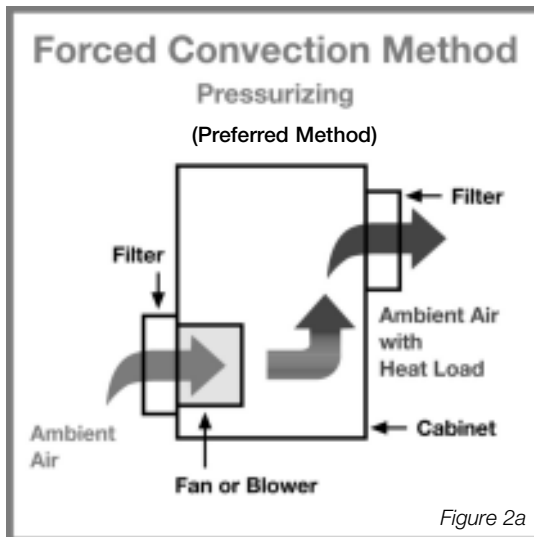 Forced Convection Method
Pressurizing
(Preferred Method)
Filter
Filter
Ambient Air
with
Heat Load
Ambient
Air
Cabinet
Fan or Blower
Figure 2a